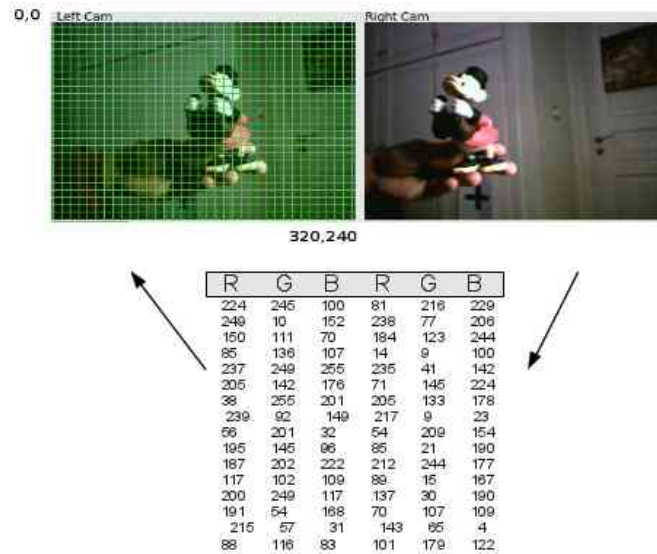 0,0 Left Cam Right Cam
320,240
R G B R G B
224 245 100 81 216 229
249 10 152 238 77 206
150 111 70 184 123 244
85 136 107 14 9 100
237 249 255 235 41 142
205 142 176 71 145 224
38 255 201 205 133 178
239 92 149 217 9 23
56 201 32 54 209 154
195 145 96 85 21 190
187 202 222 212 244 177
117 102 109 89 15 167
200 249 117 137 30 190
191 54 168 70 107 109
215 57 31 143 65 4
88 116 83 101 179 122